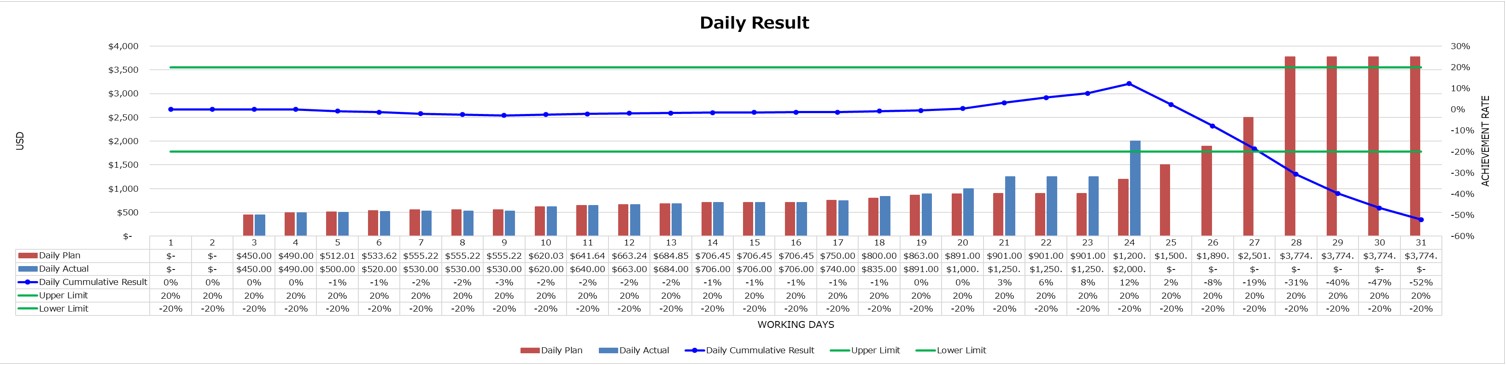 Daily Result
$4,000 30%
$3,500 20%
$3,000 10%
$2,500 0%
$2,000 -10%
$1,500 -20%
$1,000 -30%
$500 -40%
$- -50%
-60%
USD
ACHIEVEMENT RATE
1 2 3 4 5 6 7 8 9 10 11 12 13 14 15 16 17 18 19 20 21 22 23 24 25 26 27 28 29 30 31
Daily Plan $- $- $450.00 $490.00 $512.01 $533.62 $555.22 $555.22 $555.22 $620.03 $641.64 $663.24 $684.85 $706.45 $706.45 $706.45 $750.00 $800.00 $863.00 $891.00 $901.00 $901.00 $901.00 $1,200. $1,500. $1,890. $2,501. $3,774. $3,774. $3,774. $3,774.
Daily Actual $- $- $450.00 $490.00 $500.00 $520.00 $530.00 $530.00 $530.00 $620.00 $640.00 $663.00 $684.00 $706.00 $706.00 $706.00 $740.00 $835.00 $891.00 $1,000. $1,250. $1,250. $1,250. $2,000. $- $- $- $- $- $- $-
Daily Cummulative Result 0% 0% 0% 0% -1% -1% -2% -2% -3% -2% -2% -2% -2% -1% -1% -1% -1% -1% 0% 0% 3% 6% 8% 12% 2% -8% -19% -31% -40% -47% -52%
Upper Limit 20% 20% 20% 20% 20% 20% 20% 20% 20% 20% 20% 20% 20% 20% 20% 20% 20% 20% 20% 20% 20% 20% 20% 20% 20% 20% 20% 20% 20% 20% 20%
Lower Limit -20% -20% -20% -20% -20% -20% -20% -20% -20% -20% -20% -20% -20% -20% -20% -20% -20% -20% -20% -20% -20% -20% -20% -20% -20% -20% -20% -20% -20% -20% -20%
WORKING DAYS
Daily Plan Daily Actual Daily Cummulative Result Upper Limit Lower Limit